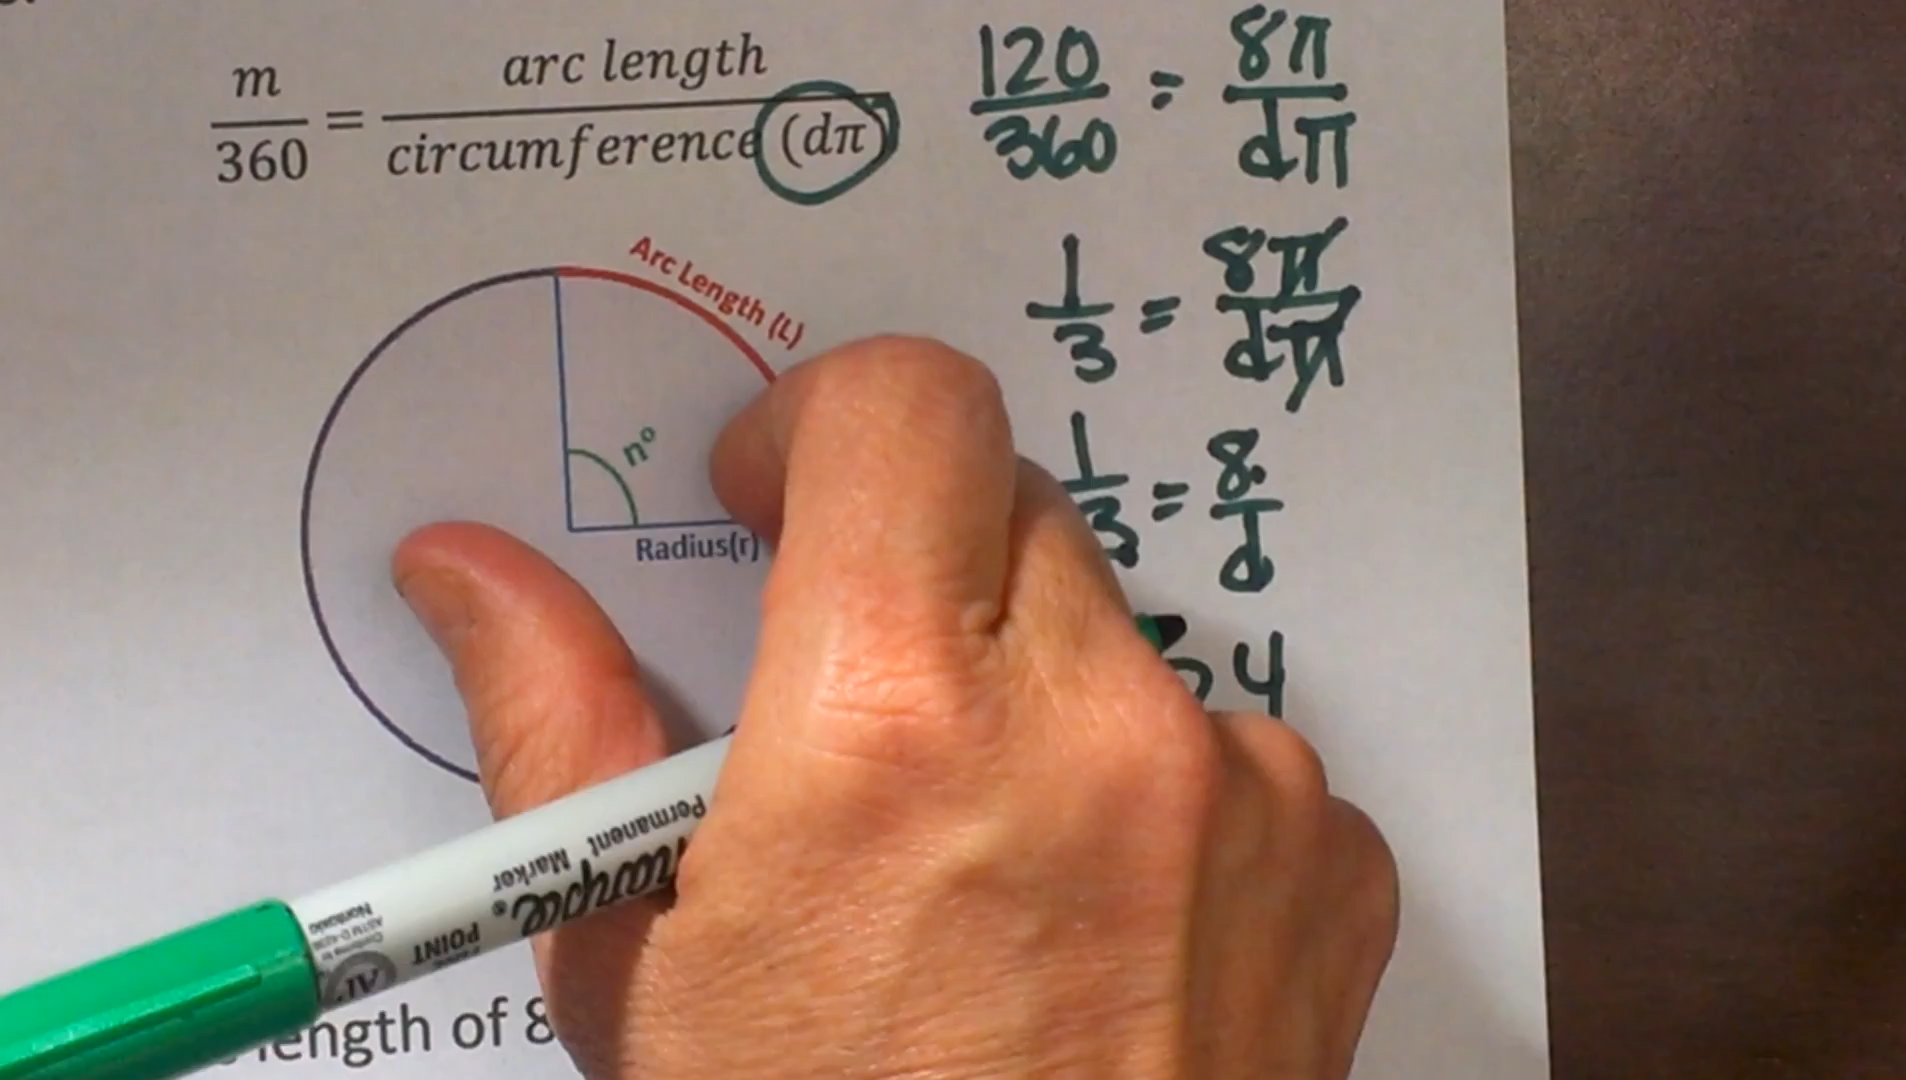 m/360 = arc length/circumference (dπ)
120/360 = 8π/dπ
Arc Length (L)
1/3 = 8π/dπ
n°
1/3 = 8/d
Radius(r)
4
Permanent
Marker
POINT
length of 8